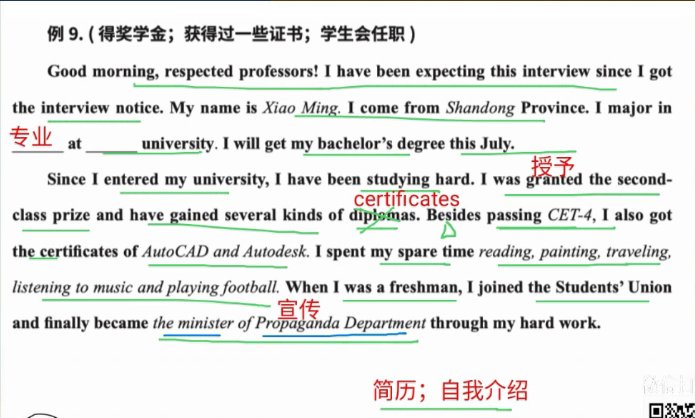 例 9.（得奖学金；获得过一些证书；学生会任职）
Good morning, respected professors! I have been expecting this interview since I got
the interview notice. My name is Xiao Ming. I come from Shandong Province. I major in
专业
______ at ______ university. I will get my bachelor's degree this July.
授予
Since I entered my university, I have been studying hard. I was granted the second-
certificates
class prize and have gained several kinds of diplomas. Besides passing CET-4, I also got
the certificates of AutoCAD and Autodesk. I spent my spare time reading, painting, traveling,
listening to music and playing football. When I was a freshman, I joined the Students' Union
宣传
and finally became the minister of Propaganda Department through my hard work.
简历；自我介绍